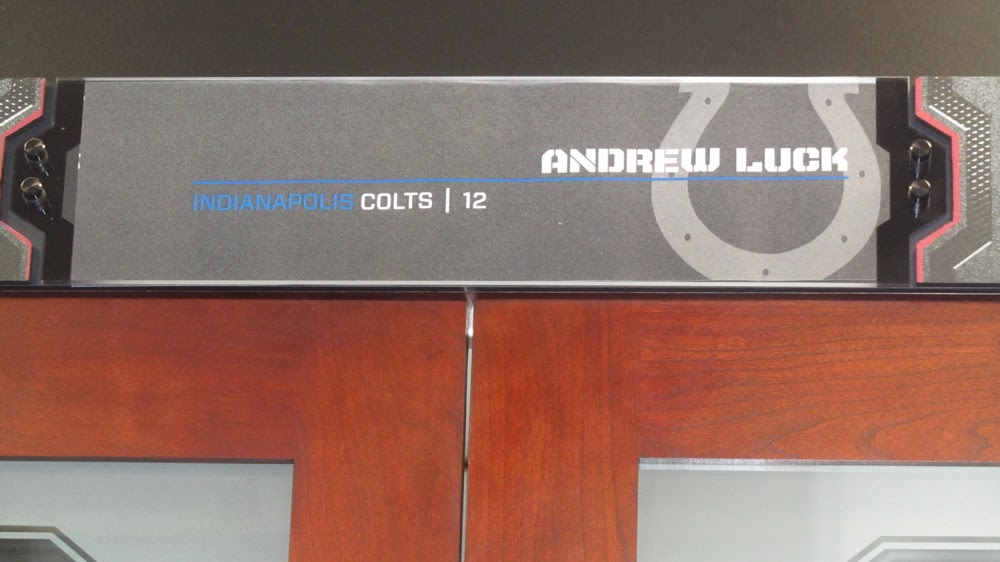 ANDREW LUCK
INDIANAPOLIS COLTS | 12